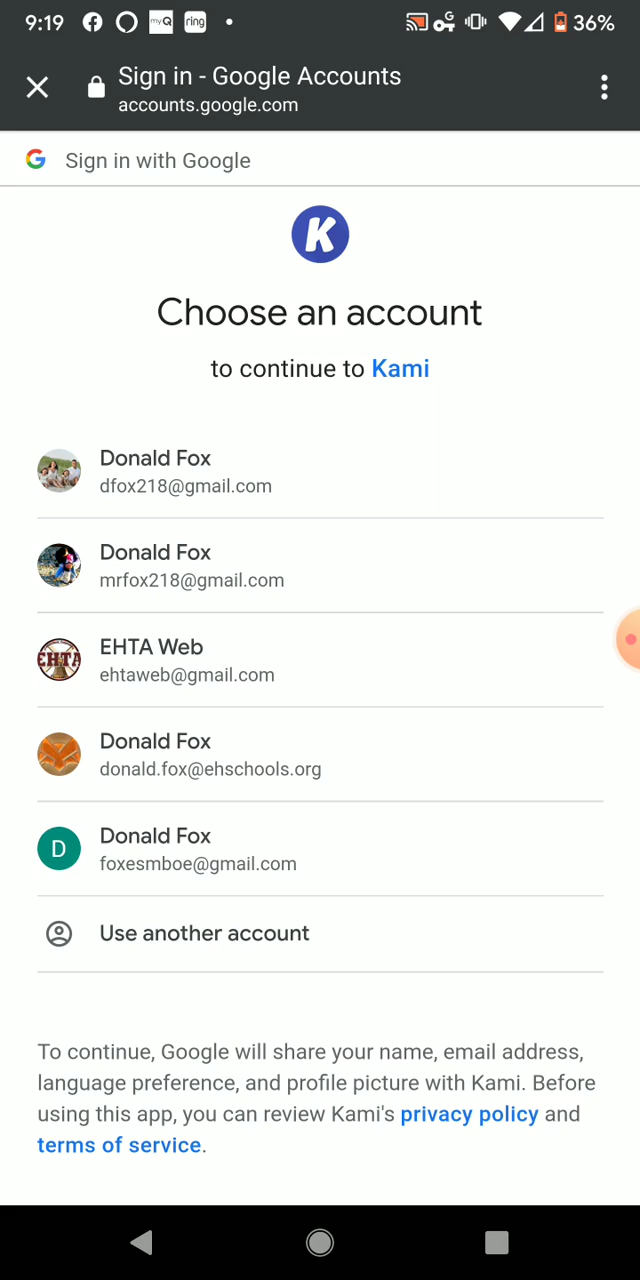 9:19 myQ ring 36%
Sign in - Google Accounts
accounts.google.com
G Sign in with Google
K
Choose an account
to continue to Kami
Donald Fox
dfox218@gmail.com
Donald Fox
mrfox218@gmail.com
EHTA
EHTA Web
ehtaweb@gmail.com
Donald Fox
donald.fox@ehschools.org
D
Donald Fox
foxesmboe@gmail.com
Use another account
To continue, Google will share your name, email address,
language preference, and profile picture with Kami. Before
using this app, you can review Kami's privacy policy and
terms of service.